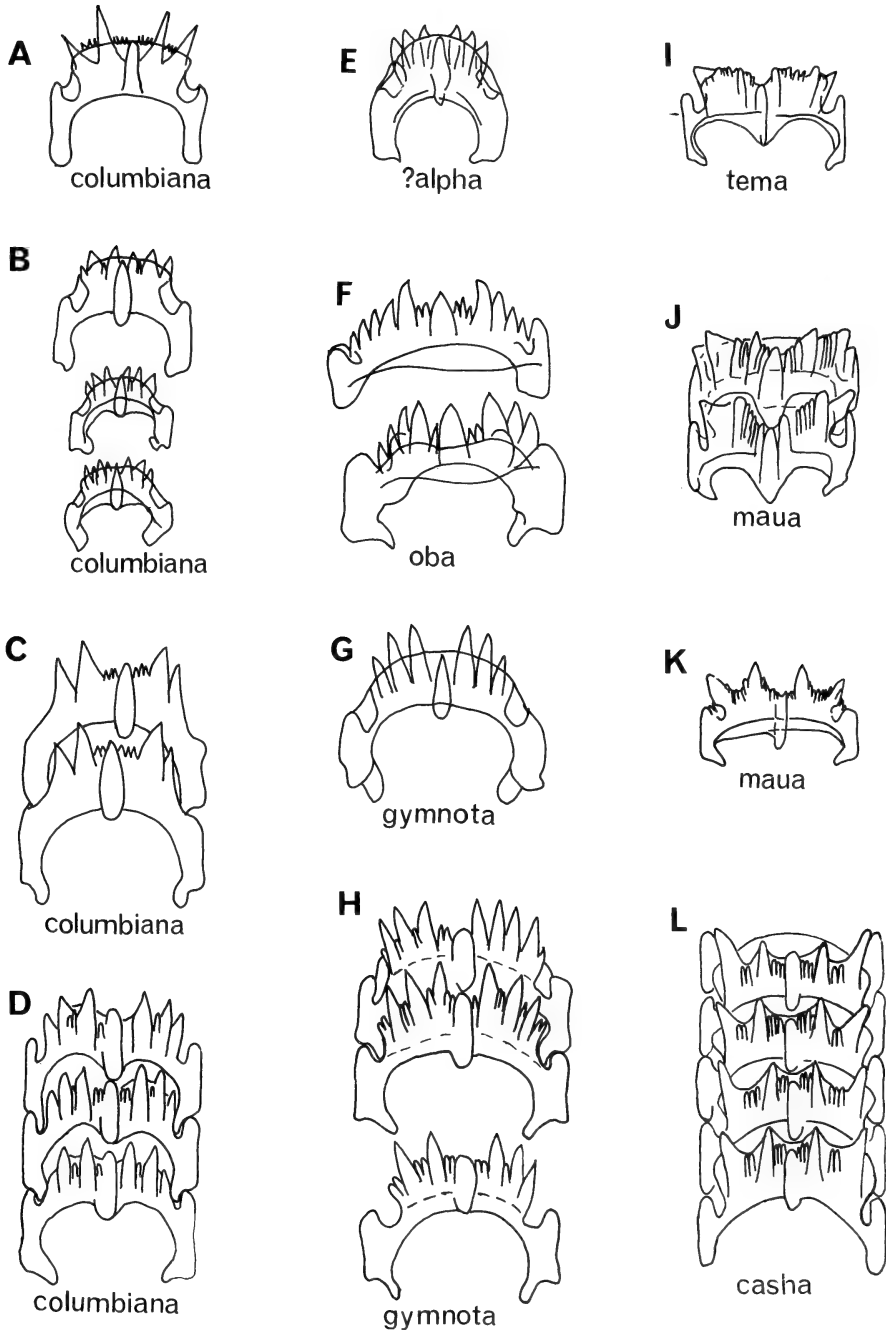 A
columbiana
B
columbiana
C
columbiana
D
columbiana
E
?alpha
F
oba
G
gymnota
H
gymnota
I
tema
J
maua
K
maua
L
casha